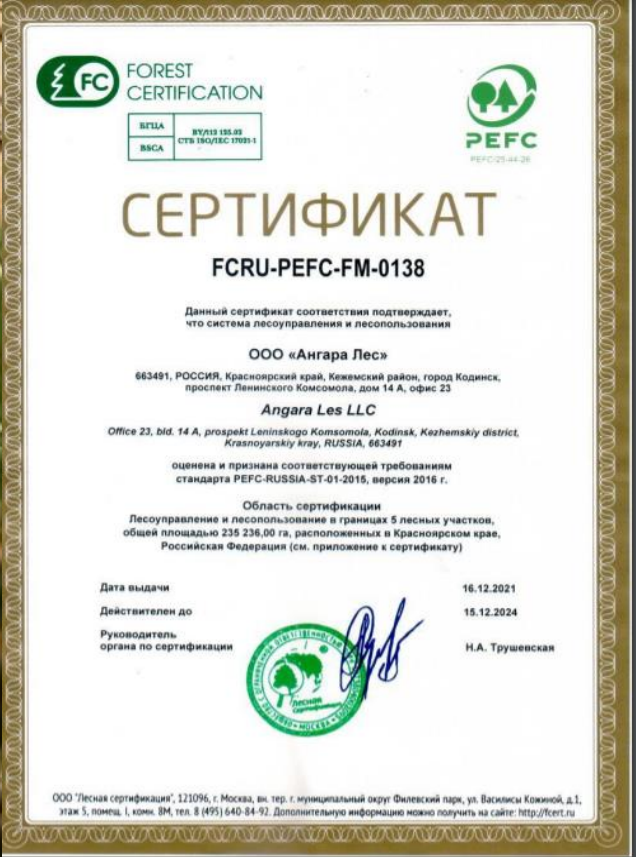 FC
FOREST
CERTIFICATION
БГЦА
BSCA
BY/112 125.02
СТБ ISO/IEC 17021-1
PEFC
PEFC/25-44-26
СЕРТИФИКАТ
FCRU-PEFC-FM-0138
Данный сертификат соответствия подтверждает,
что система лесоуправления и лесопользования
ООО «Ангара Лес»
663491, РОССИЯ, Красноярский край, Кежемский район, город Кодинск,
проспект Ленинского Комсомола, дом 14 А, офис 23
Angara Les LLC
Office 23, bld. 14 A, prospekt Leninskogo Komsomola, Kodinsk, Kezhemskiy district,
Krasnoyarskiy kray, RUSSIA, 663491
оценена и признана соответствующей требованиям
стандарта PEFC-RUSSIA-ST-01-2015, версия 2016 г.
Область сертификации
Лесоуправление и лесопользование в границах 5 лесных участков,
общей площадью 235 236,00 га, расположенных в Красноярском крае,
Российская Федерация (см. приложение к сертификату)
Дата выдачи 16.12.2021
Действителен до 15.12.2024
Руководитель
органа по сертификации Н.А. Трушевская
Лесная
сертификация
МОСКВА
ООО "Лесная сертификация", 121096, г. Москва, вн. тер. г. муниципальный округ Филевский парк, ул. Василисы Кожиной, д.1,
этаж 5, помещ. I, комн. 8М, тел. 8 (495) 640-84-92. Дополнительную информацию можно получить на сайте: http://fcert.ru